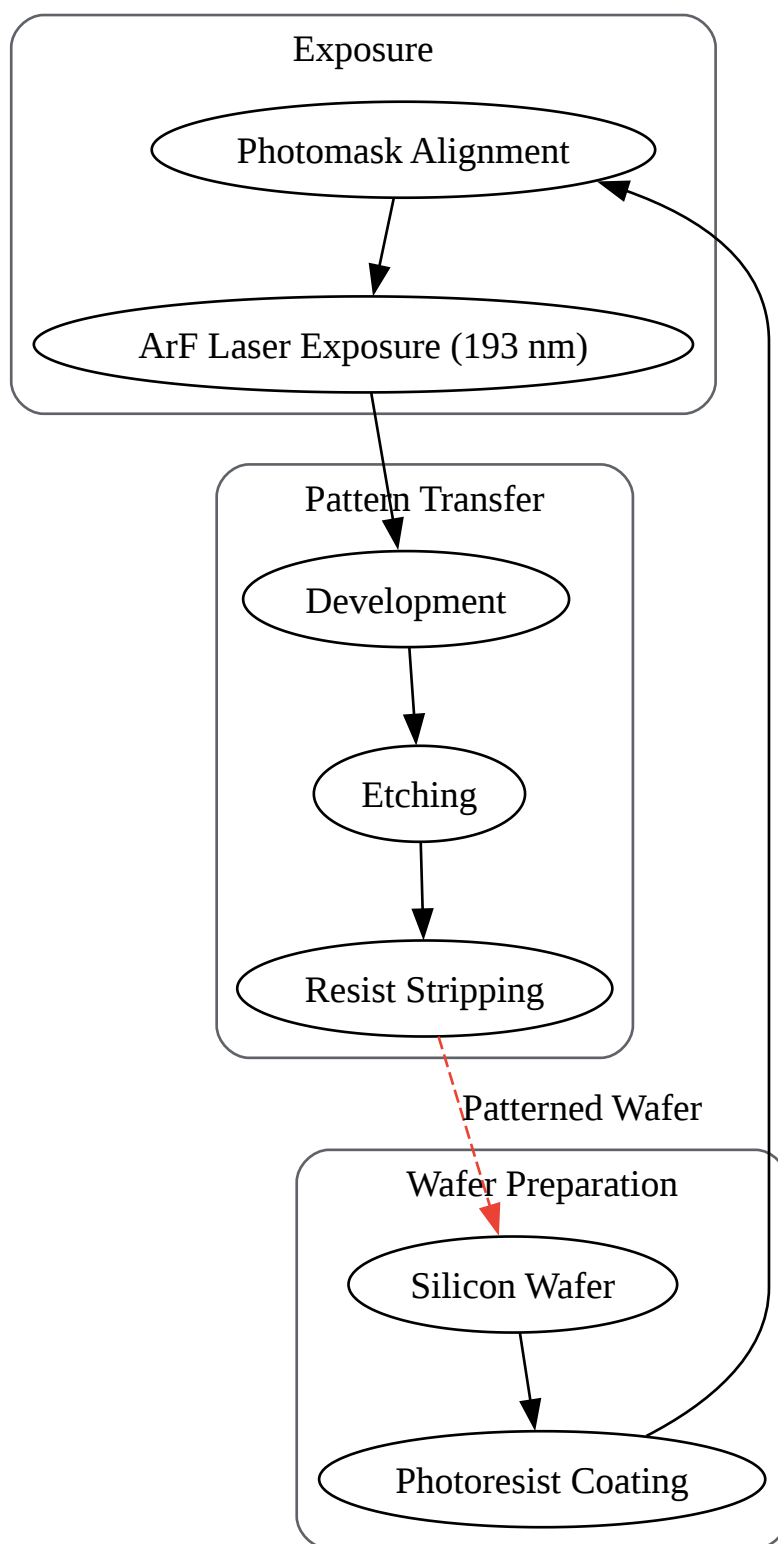 Exposure
Photomask Alignment
ArF Laser Exposure (193 nm)
Pattern Transfer
Development
Etching
Resist Stripping
Patterned Wafer
Wafer Preparation
Silicon Wafer
Photoresist Coating